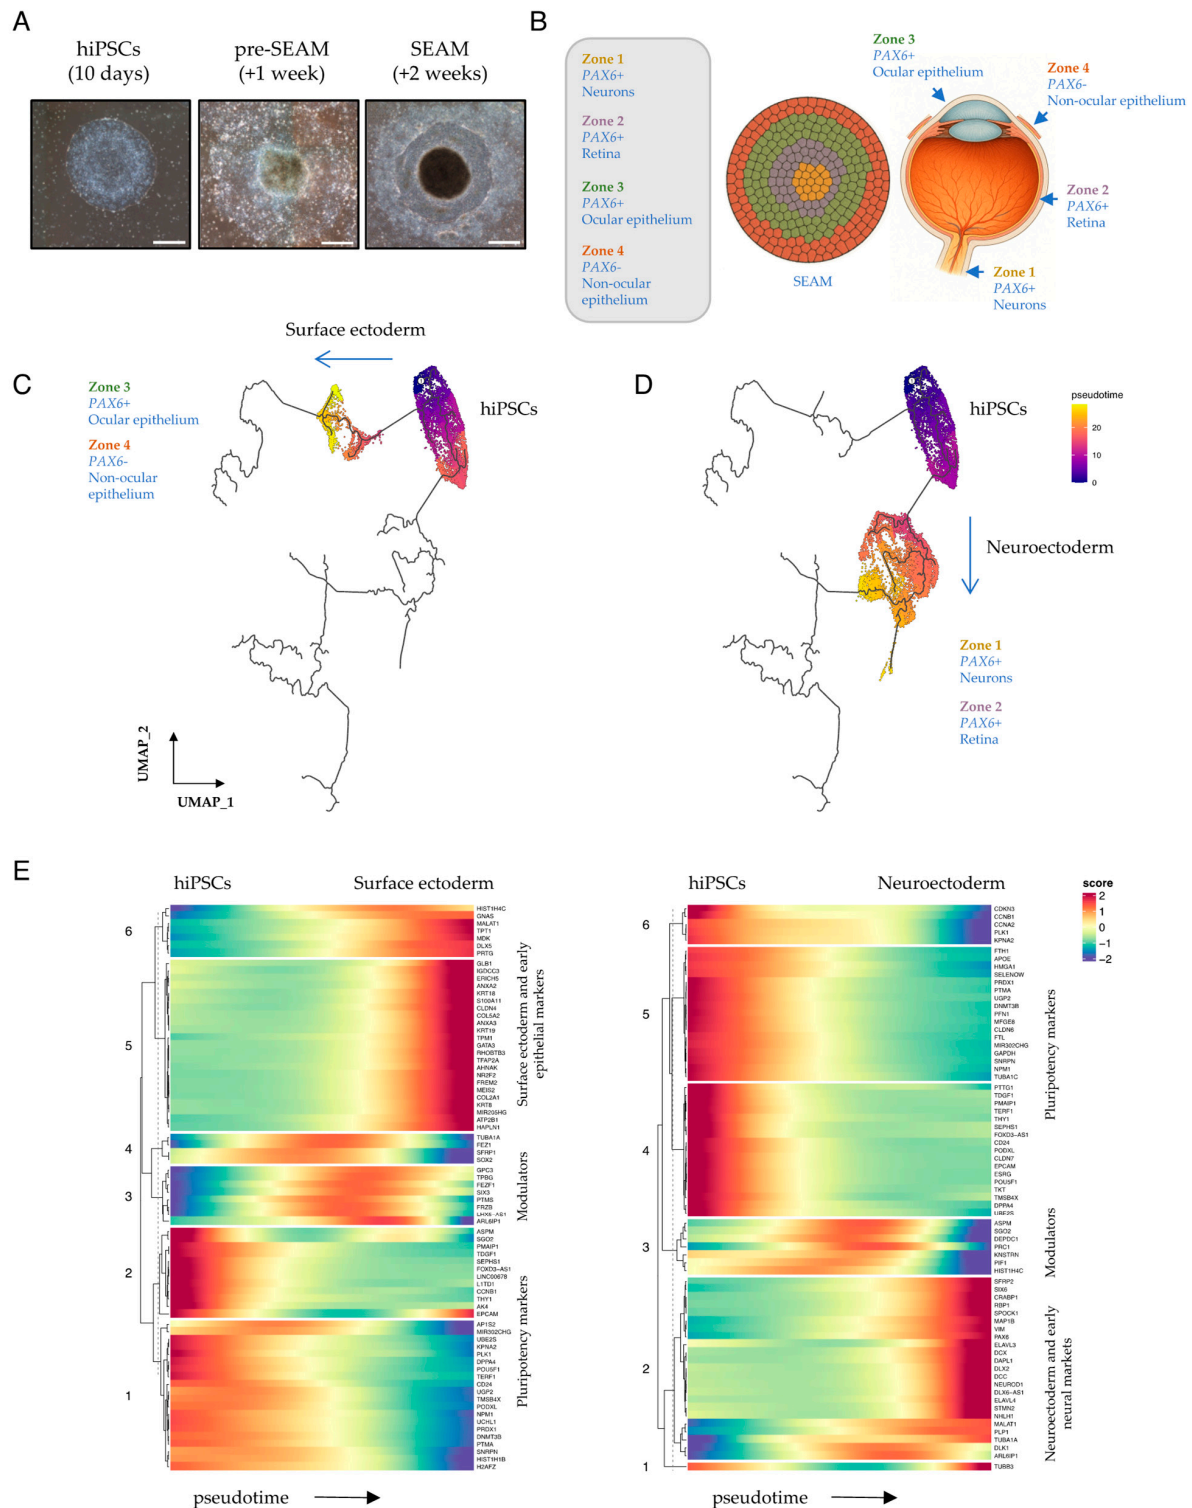 A
hiPSCs
(10 days)
pre-SEAM
(+1 week)
SEAM
(+2 weeks)
B
Zone 1
PAX6+
Neurons
Zone 2
PAX6+
Retina
Zone 3
PAX6+
Ocular epithelium
Zone 4
PAX6-
Non-ocular
epithelium
SEAM
Zone 3
PAX6+
Ocular epithelium
Zone 4
PAX6-
Non-ocular epithelium
Zone 2
PAX6+
Retina
Zone 1
PAX6+
Neurons
C
Surface ectoderm
Zone 3
PAX6+
Ocular epithelium
Zone 4
PAX6-
Non-ocular
epithelium
hiPSCs
UMAP_2
UMAP_1
D
hiPSCs
pseudotime
20
10
0
Neuroectoderm
Zone 1
PAX6+
Neurons
Zone 2
PAX6+
Retina
E
hiPSCs
Surface ectoderm
6
HIST1H4C
GNAS
MALAT1
TPT1
MDK
DLX5
PRTG
5
GLB1
IGDCC3
ERICH5
ANXA2
KRT18
S100A11
CLDN4
COL5A2
ANXA3
KRT19
TPM1
GATA3
RHOBTB3
TFAP2A
AHNAK
NR2F2
FREM2
MEIS2
COL2A1
KRT8
MIR205HG
ATP2B1
HAPLN1
Surface ectoderm and early
epithelial markers
4
TUBA1A
FEZ1
SFRP1
SOX2
3
GPC3
TPBG
FEZF1
SIX3
PTMS
FRZB
LHX5-AS1
ARL6IP1
Modulators
2
ASPM
SGO2
PMAIP1
TDGF1
SEPHS1
FOXD3-AS1
LINC00678
L1TD1
CCNB1
THY1
AK4
EPCAM
1
AP1S2
MIR302CHG
UBE2S
KPNA2
PLK1
DPPA4
POU5F1
TERF1
CD24
UGP2
TMSB4X
PODXL
NPM1
UCHL1
PRDX1
DNMT3B
PTMA
SNRPN
HIST1H1B
H2AFZ
Pluripotency markers
pseudotime
hiPSCs
Neuroectoderm
score
2
1
0
-1
-2
6
CDKN3
CCNB1
CCNA2
PLK1
KPNA2
5
FTH1
APOE
HMGA1
SELENOW
PRDX1
PTMA
UGP2
DNMT3B
PFN1
MFGE8
CLDN6
FTL
MIR302CHG
GAPDH
SNRPN
NPM1
TUBA1C
4
PTTG1
TDGF1
PMAIP1
TERF1
THY1
SEPHS1
FOXD3-AS1
CD24
PODXL
CLDN7
EPCAM
ESRG
POU5F1
TKT
TMSB4X
DPPA4
UBE2S
Pluripotency markers
3
ASPM
SGO2
DEPDC1
PRC1
KNSTRN
PIF1
HIST1H4C
Modulators
2
SFRP2
SIX6
CRABP1
RBP1
SPOCK1
MAP1B
VIM
PAX6
ELAVL3
DCX
DAPL1
DLX2
DCC
NEUROD1
DLX6-AS1
ELAVL4
STMN2
NHLH1
MALAT1
PLP1
TUBA1A
DLK1
ARL6IP1
1
TUBB3
Neuroectoderm and early
neural markets
pseudotime